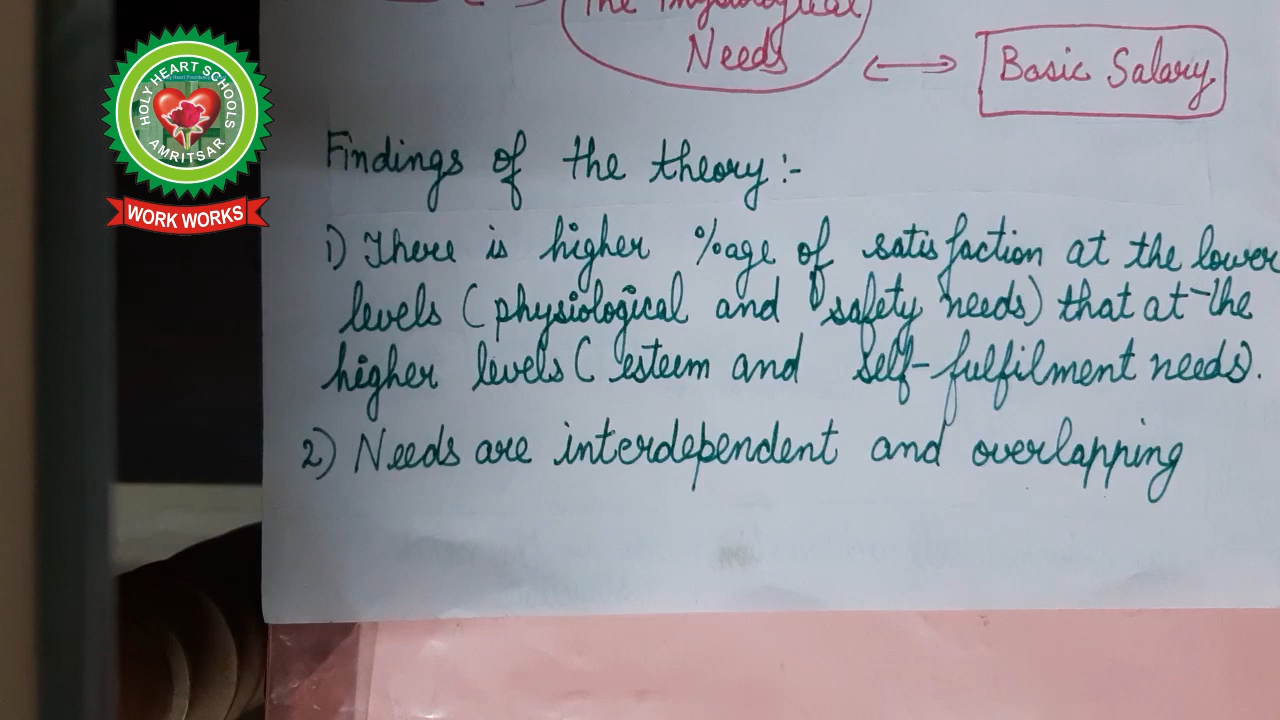 The Physiological
Needs
Basic Salary
HOLY HEART SCHOOLS
AMRITSAR
WORK WORKS
Findings of the theory :-
1) There is higher %age of satisfaction at the lower
levels ( physiological and safety needs) that at the
higher levels ( esteem and self-fulfilment needs).
2) Needs are interdependent and overlapping